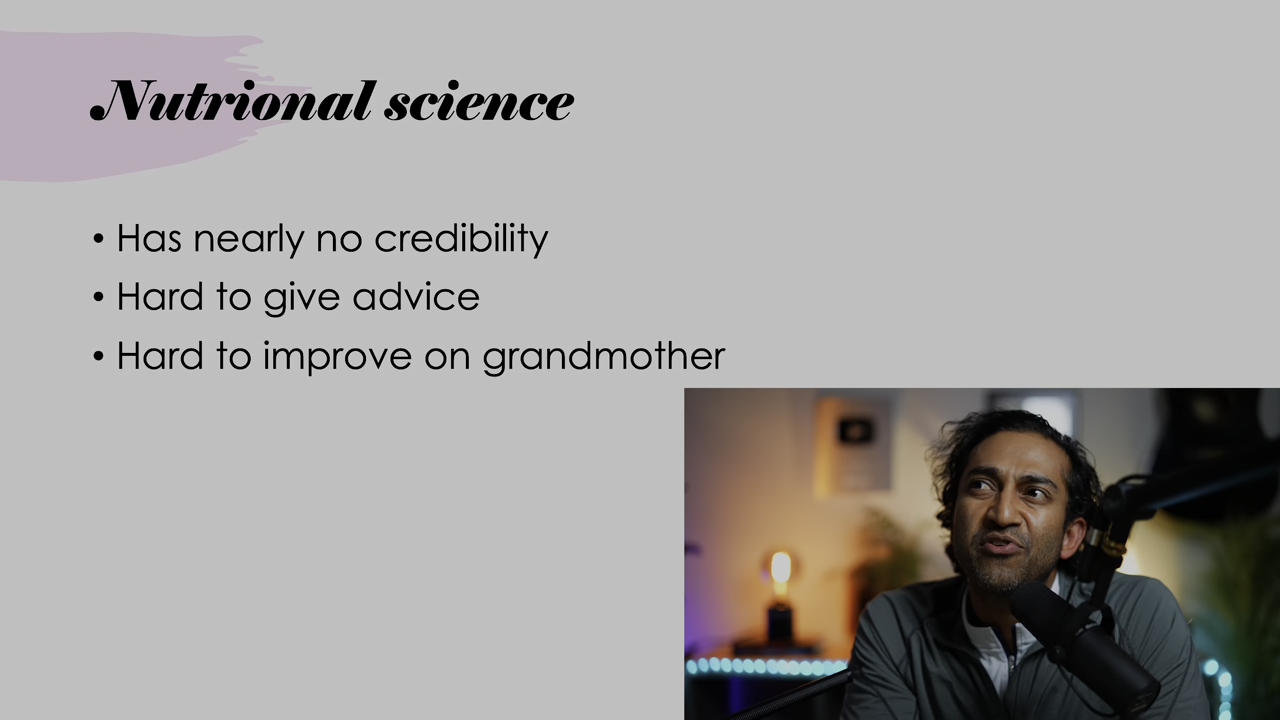 Nutrional science
• Has nearly no credibility
• Hard to give advice
• Hard to improve on grandmother